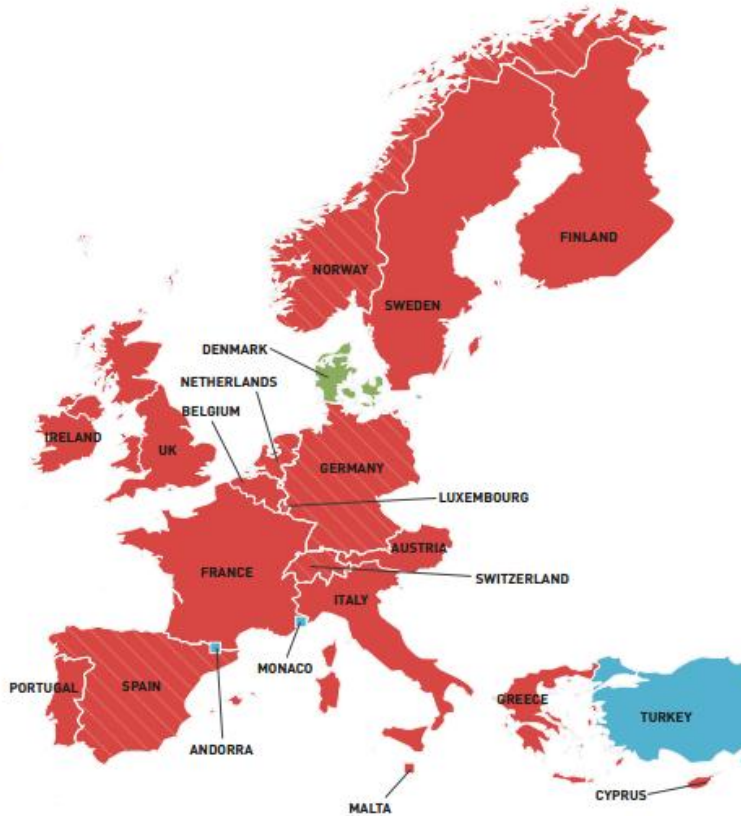 FINLAND
NORWAY
SWEDEN
DENMARK
NETHERLANDS
BELGIUM
IRELAND
UK
GERMANY
LUXEMBOURG
AUSTRIA
FRANCE
SWITZERLAND
ITALY
MONACO
PORTUGAL
SPAIN
GREECE
TURKEY
ANDORRA
CYPRUS
MALTA